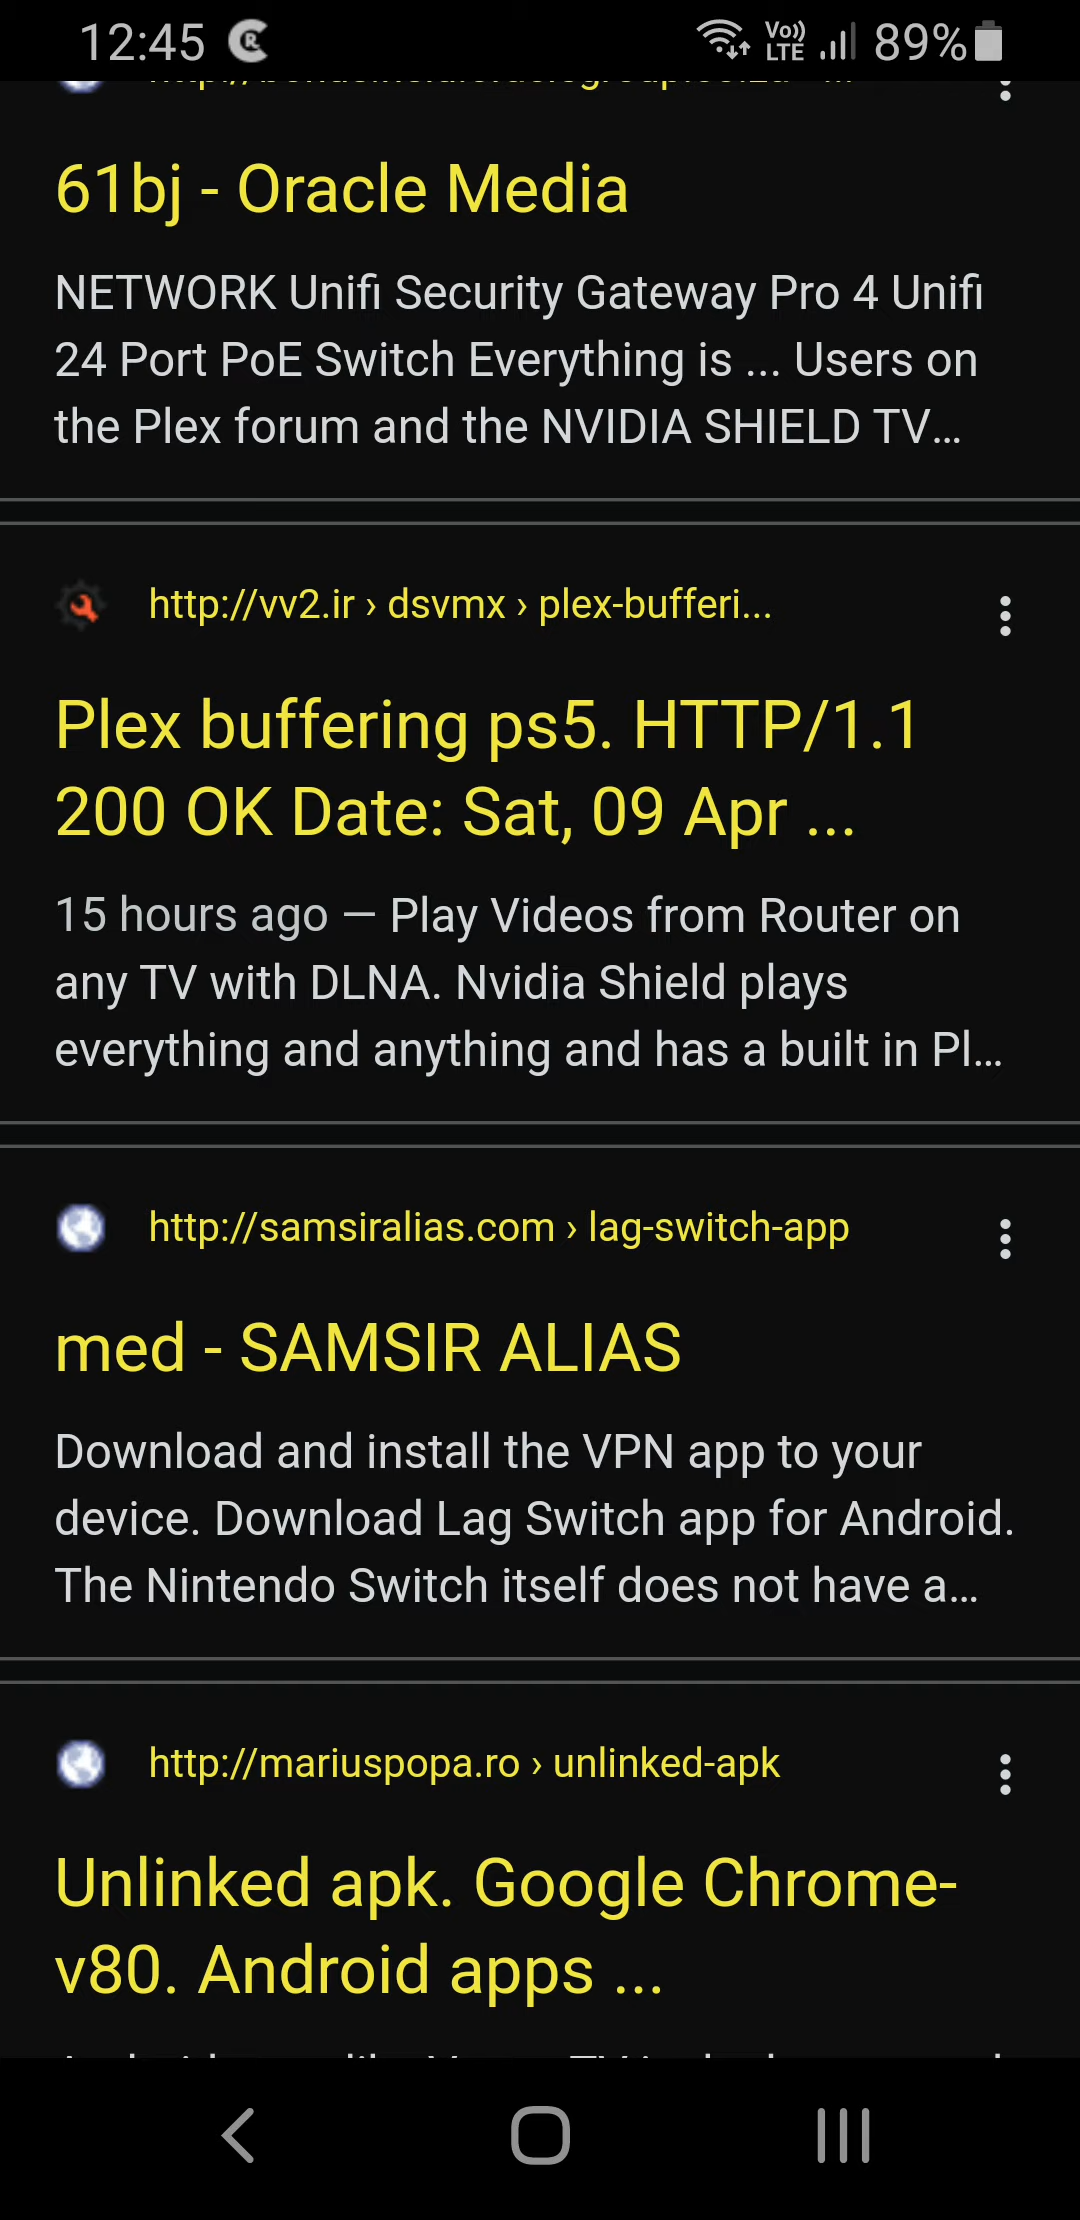 12:45 89%
Vo)) LTE
61bj - Oracle Media
NETWORK Unifi Security Gateway Pro 4 Unifi
24 Port PoE Switch Everything is ... Users on
the Plex forum and the NVIDIA SHIELD TV...
http://vv2.ir › dsvmx › plex-bufferi...
Plex buffering ps5. HTTP/1.1
200 OK Date: Sat, 09 Apr ...
15 hours ago — Play Videos from Router on
any TV with DLNA. Nvidia Shield plays
everything and anything and has a built in Pl...
http://samsiralias.com › lag-switch-app
med - SAMSIR ALIAS
Download and install the VPN app to your
device. Download Lag Switch app for Android.
The Nintendo Switch itself does not have a...
http://mariuspopa.ro › unlinked-apk
Unlinked apk. Google Chrome-
v80. Android apps ...